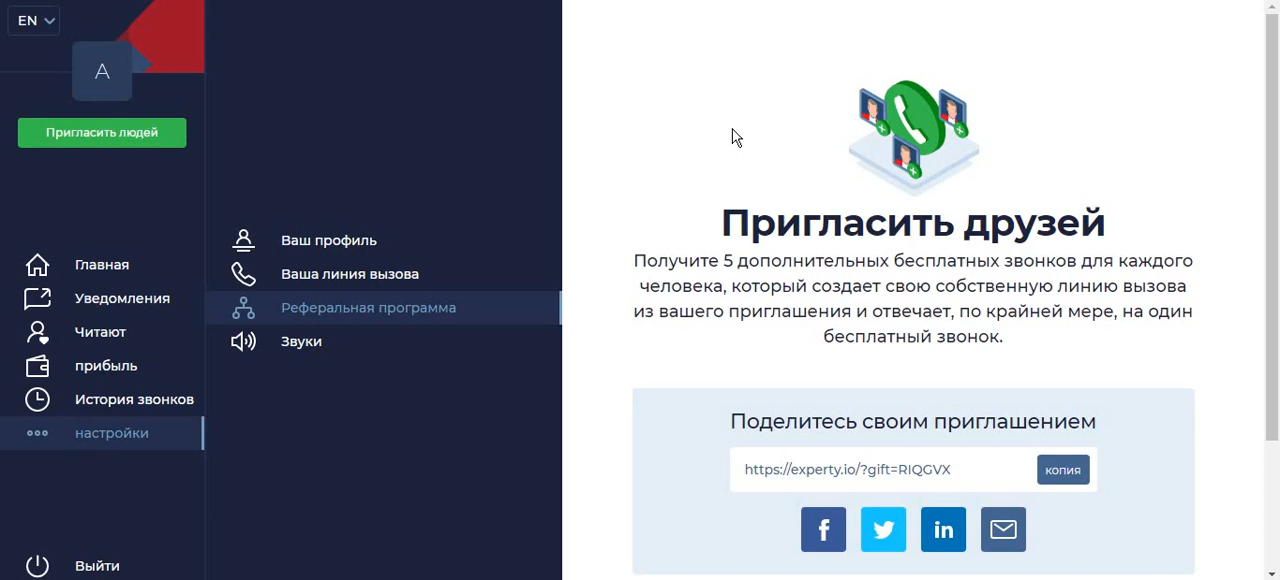 EN
A
Пригласить людей
Главная
Уведомления
Читают
прибыль
История звонков
настройки
Выйти
Ваш профиль
Ваша линия вызова
Реферальная программа
Звуки
Пригласить друзей
Получите 5 дополнительных бесплатных звонков для каждого
человека, который создает свою собственную линию вызова
из вашего приглашения и отвечает, по крайней мере, на один
бесплатный звонок.
Поделитесь своим приглашением
https://experty.io/?gift=RIQGVX
копия
f
in